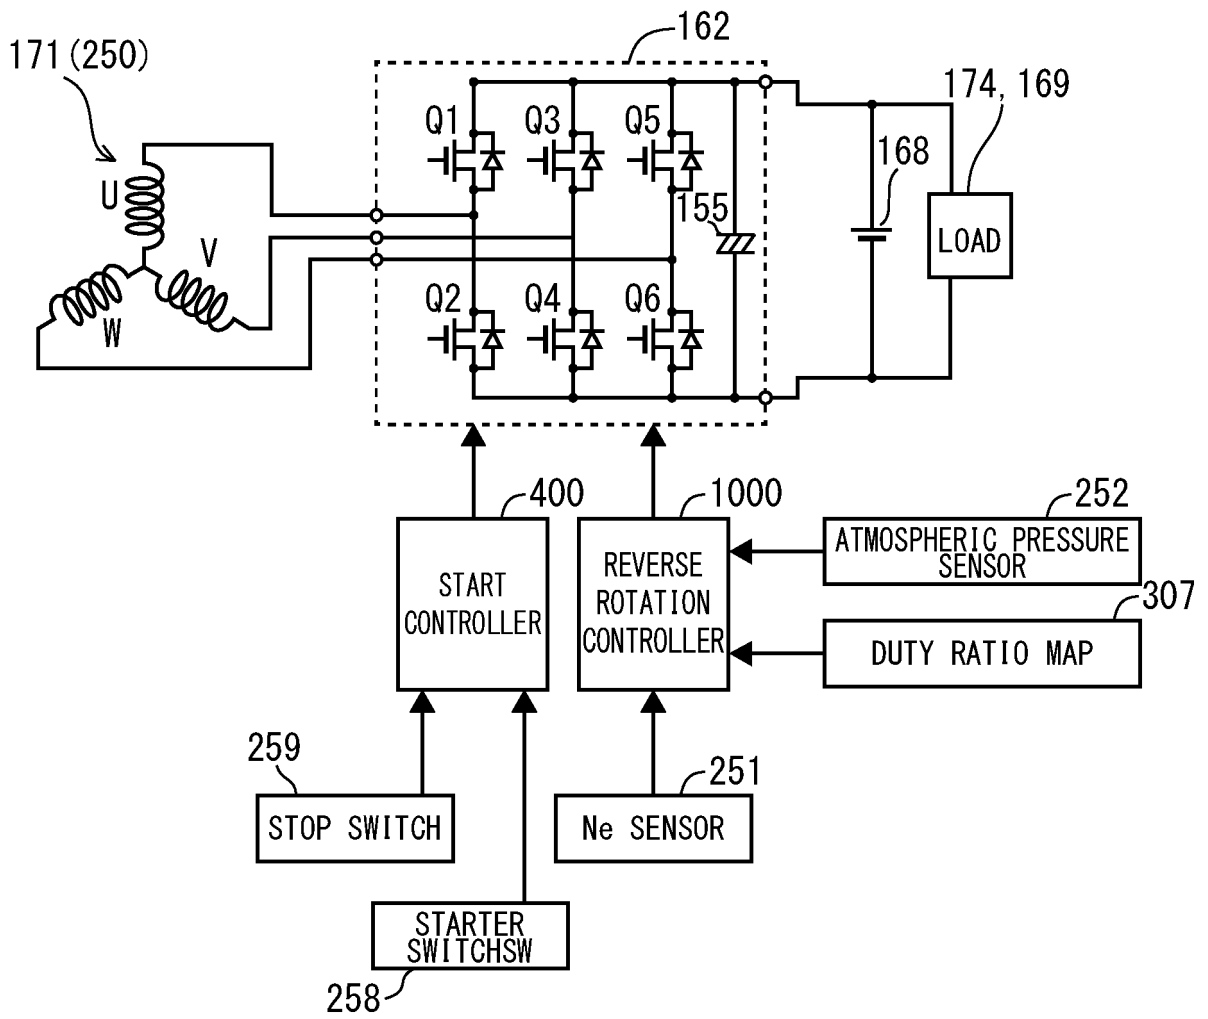 162
171(250)
174, 169
Q1
Q3
Q5
168
U
155
V
LOAD
Q2
Q4
Q6
W
400
1000
252
ATMOSPHERIC PRESSURE
SENSOR
REVERSE
ROTATION
CONTROLLER
START
CONTROLLER
307
DUTY RATIO MAP
259
251
STOP SWITCH
Ne SENSOR
STARTER
SWITCHSW
258